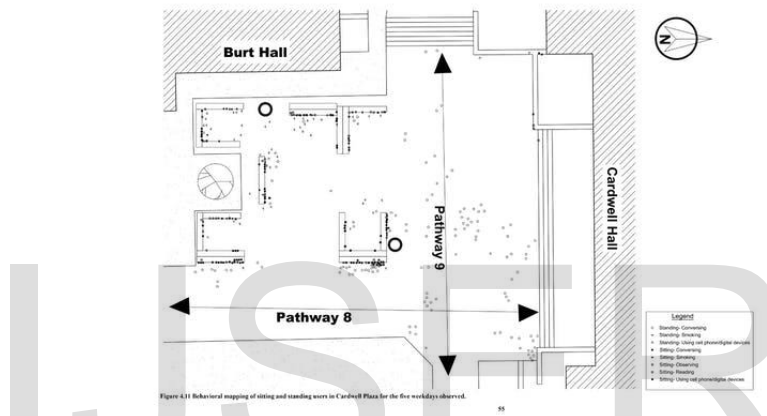 Burt Hall
N
Cardwell Hall
Pathway 9
Pathway 8
Legend
Standing- Conversing
Standing- Smoking
Standing- Using cell phone/digital devices
Sitting- Conversing
Sitting- Smoking
Sitting- Observing
Sitting- Reading
Sitting- Using cell phone/digital devices
Figure 4.11 Behavioral mapping of sitting and standing users in Cardwell Plaza for the five weekdays observed.
55
IJSER